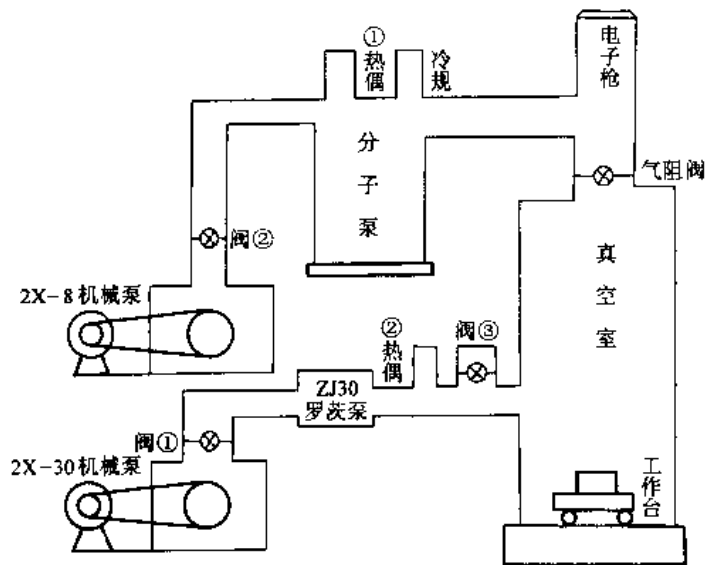 ①
热偶
冷规
电子枪
分子泵
气阻阀
阀②
真空室
2X-8机械泵
②
热偶
阀③
ZJ30
罗茨泵
阀①
2X-30机械泵
工作台